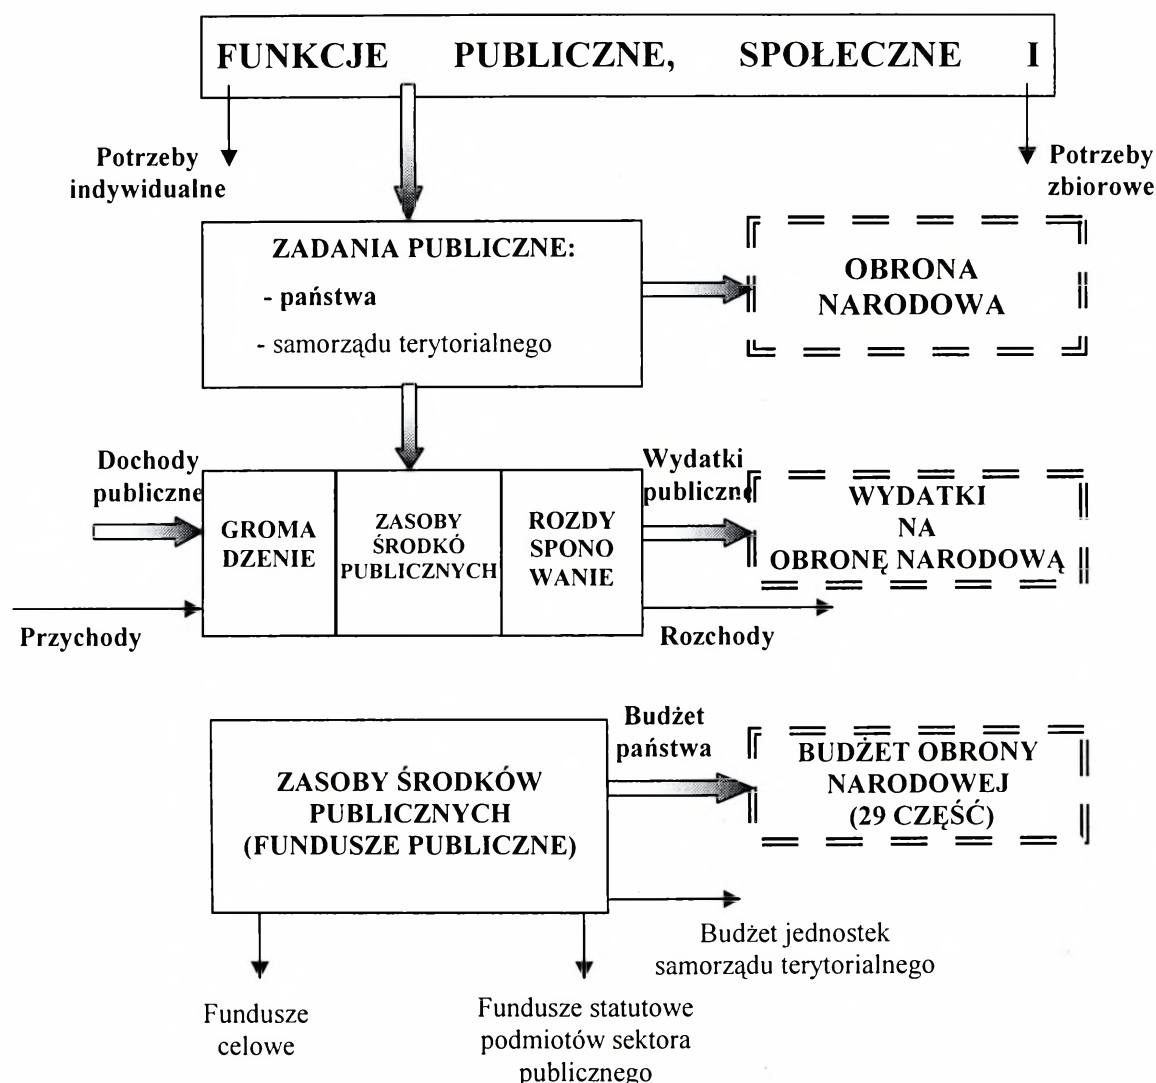 FUNKCJE PUBLICZNE, SPOŁECZNE I
Potrzeby
indywidualne
Potrzeby
zbiorowe
ZADANIA PUBLICZNE:
- państwa
- samorządu terytorialnego
OBRONA
NARODOWA
Dochody
publiczne
GROMA
DZENIE
ZASOBY
ŚRODKÓ
PUBLICZNYCH
ROZDY
SPONO
WANIE
Wydatki
publiczne
WYDATKI
NA
OBRONĘ NARODOWĄ
Przychody
Rozchody
ZASOBY ŚRODKÓW
PUBLICZNYCH
(FUNDUSZE PUBLICZNE)
Budżet
państwa
BUDŻET OBRONY
NARODOWEJ
(29 CZĘŚĆ)
Budżet jednostek
samorządu terytorialnego
Fundusze
celowe
Fundusze statutowe
podmiotów sektora
publicznego